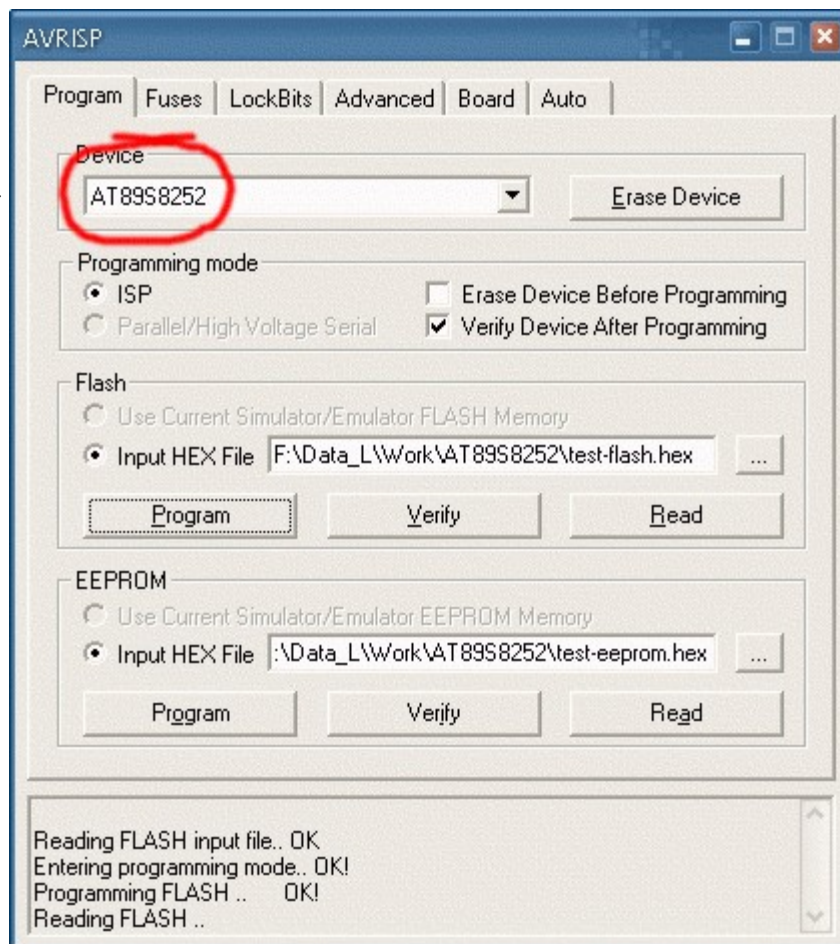 AVRISP
Program Fuses LockBits Advanced Board Auto
Device
AT89S8252 Erase Device
Programming mode
ISP Erase Device Before Programming
Parallel/High Voltage Serial Verify Device After Programming
Flash
Use Current Simulator/Emulator FLASH Memory
Input HEX File F:\Data_L\Work\AT89S8252\test-flash.hex ...
Program Verify Read
EEPROM
Use Current Simulator/Emulator EEPROM Memory
Input HEX File :\Data_L\Work\AT89S8252\test-eeprom.hex ...
Program Verify Read
Reading FLASH input file.. OK
Entering programming mode.. OK!
Programming FLASH .. OK!
Reading FLASH ..